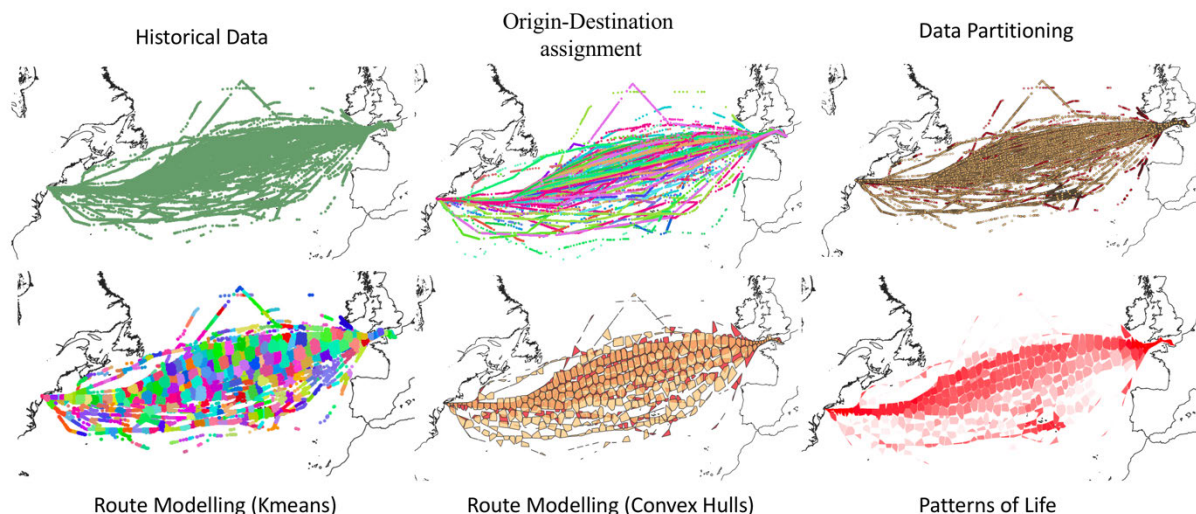 Historical Data
Origin-Destination
assignment
Data Partitioning
Route Modelling (Kmeans)
Route Modelling (Convex Hulls)
Patterns of Life